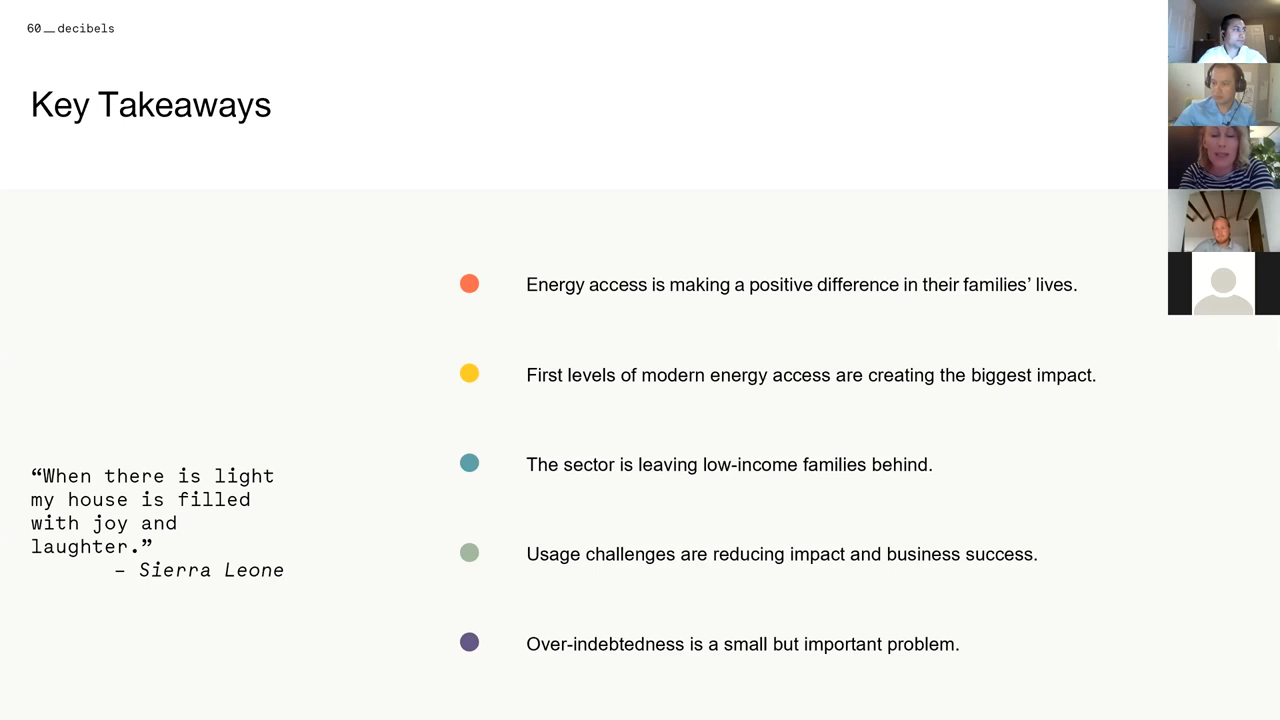 60__decibels
Key Takeaways
Energy access is making a positive difference in their families’ lives.
First levels of modern energy access are creating the biggest impact.
The sector is leaving low-income families behind.
“When there is light
my house is filled
with joy and
laughter.”
– Sierra Leone
Usage challenges are reducing impact and business success.
Over-indebtedness is a small but important problem.